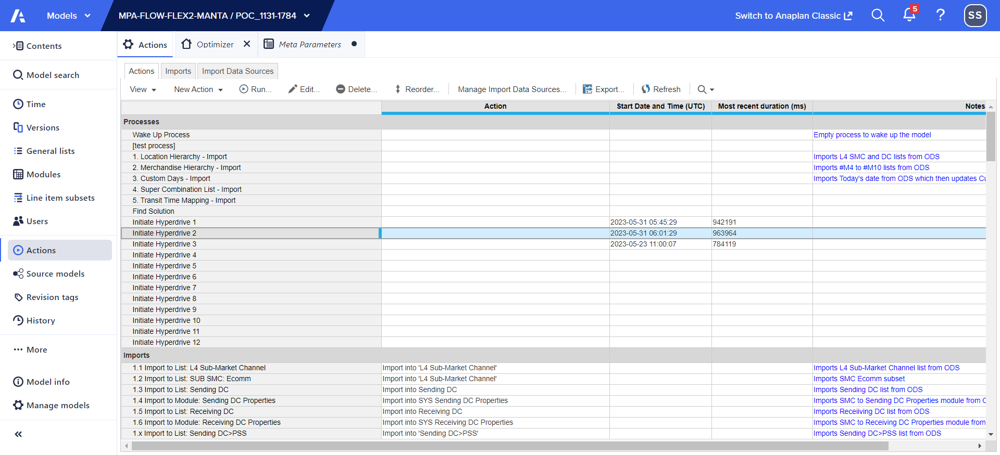 Models
MPA-FLOW-FLEX2-MANTA / POC_1131-1784
Switch to Anaplan Classic
5
SS
Contents
Model search
Time
Versions
General lists
Modules
Line item subsets
Users
Actions
Source models
Revision tags
History
More
Model info
Manage models
Actions
Optimizer
Meta Parameters
Actions Imports Import Data Sources
View New Action Run... Edit... Delete... Reorder... Manage Import Data Sources... Export... Refresh
Action Start Date and Time (UTC) Most recent duration (ms) Notes
Processes
Wake Up Process Empty process to wake up the model
[test process]
1. Location Hierarchy - Import Imports L4 SMC and DC lists from ODS
2. Merchandise Hierarchy - Import Imports #M4 to #M10 lists from ODS
3. Custom Days - Import Imports Today's date from ODS which then updates Cu
4. Super Combination List - Import
5. Transit Time Mapping - Import
Find Solution
Initiate Hyperdrive 1 2023-05-31 05:45:29 942191
Initiate Hyperdrive 2 2023-05-31 06:01:29 963964
Initiate Hyperdrive 3 2023-05-23 11:00:07 784119
Initiate Hyperdrive 4
Initiate Hyperdrive 5
Initiate Hyperdrive 6
Initiate Hyperdrive 7
Initiate Hyperdrive 8
Initiate Hyperdrive 9
Initiate Hyperdrive 10
Initiate Hyperdrive 11
Initiate Hyperdrive 12
Imports
1.1 Import to List: L4 Sub-Market Channel Import into 'L4 Sub-Market Channel' Imports L4 Sub-Market Channel list from ODS
1.2 Import to List: SUB SMC: Ecomm Import into 'L4 Sub-Market Channel' Imports SMC Ecomm subset
1.3 Import to List: Sending DC Import into Sending DC Imports Sending DC list from ODS
1.4 Import to Module: Sending DC Properties Import into SYS Sending DC Properties Imports SMC to Sending DC Properties module from
1.5 Import to List: Receiving DC Import into Receiving DC Imports Receiiving DC list from ODS
1.6 Import to Module: Receiving DC Properties Import into SYS Receiving DC Properties Imports SMC to Receiving DC Properties module from
1.x Import to List: Sending DC>PSS Import into 'Sending DC>PSS' Imports Sending DC>PSS list from ODS